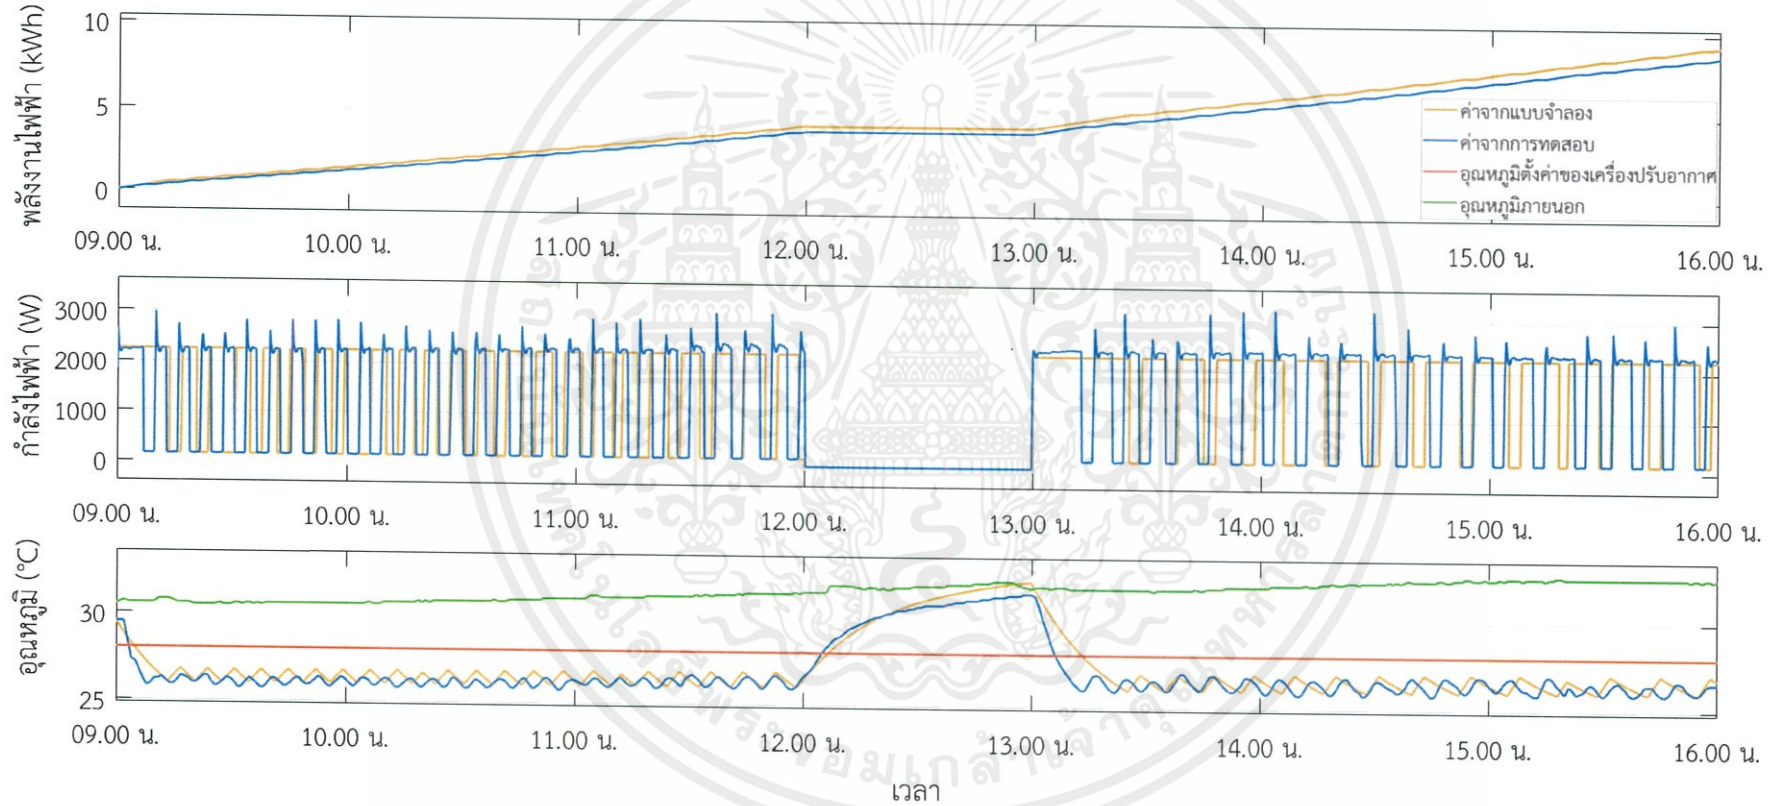 พลังงานไฟฟ้า (kWh)
10
5
0
ค่าจากแบบจำลอง
ค่าจากการทดสอบ
อุณหภูมิตั้งค่าของเครื่องปรับอากาศ
อุณหภูมิภายนอก
09.00 น. 10.00 น. 11.00 น. 12.00 น. 13.00 น. 14.00 น. 15.00 น. 16.00 น.
กำลังไฟฟ้า (W)
3000
2000
1000
0
09.00 น. 10.00 น. 11.00 น. 12.00 น. 13.00 น. 14.00 น. 15.00 น. 16.00 น.
อุณหภูมิ (°C)
30
25
09.00 น. 10.00 น. 11.00 น. 12.00 น. 13.00 น. 14.00 น. 15.00 น. 16.00 น.
เวลา